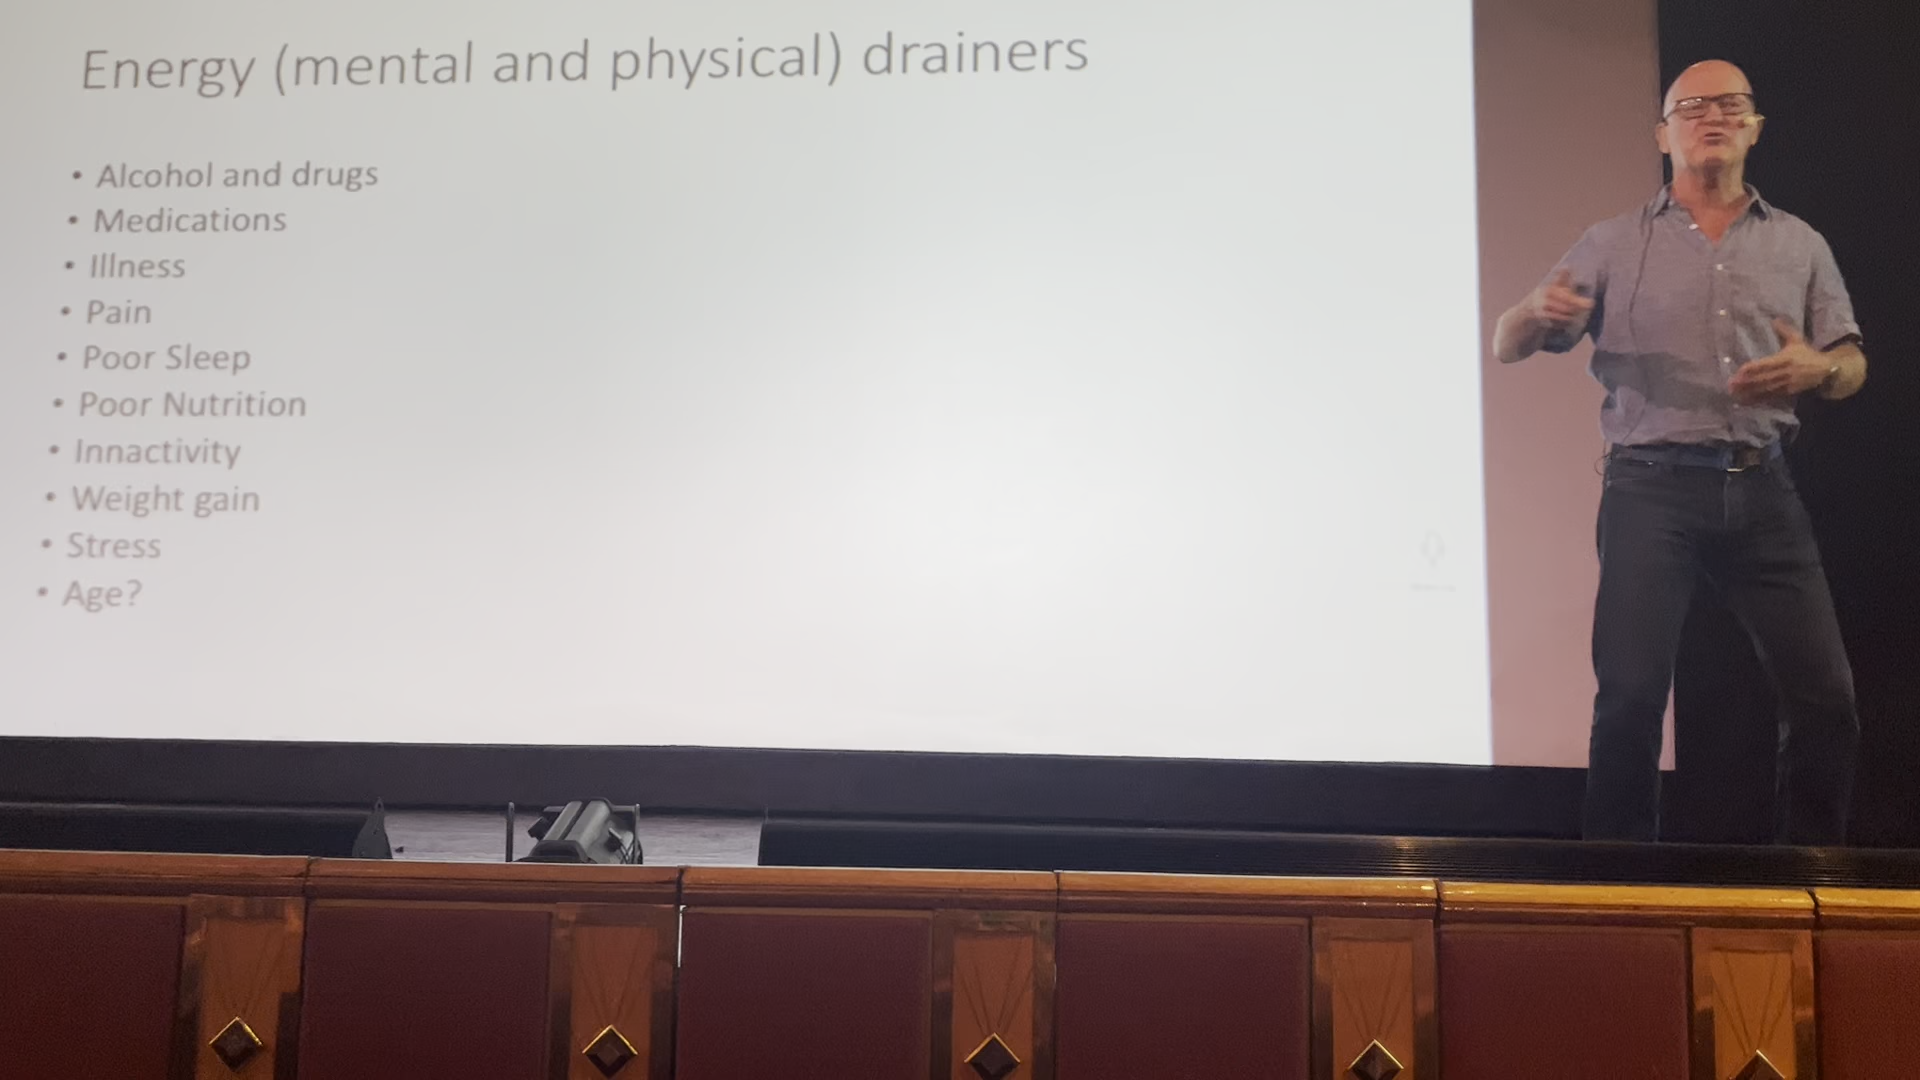 Energy (mental and physical) drainers
• Alcohol and drugs
• Medications
• Illness
• Pain
• Poor Sleep
• Poor Nutrition
• Innactivity
• Weight gain
• Stress
• Age?